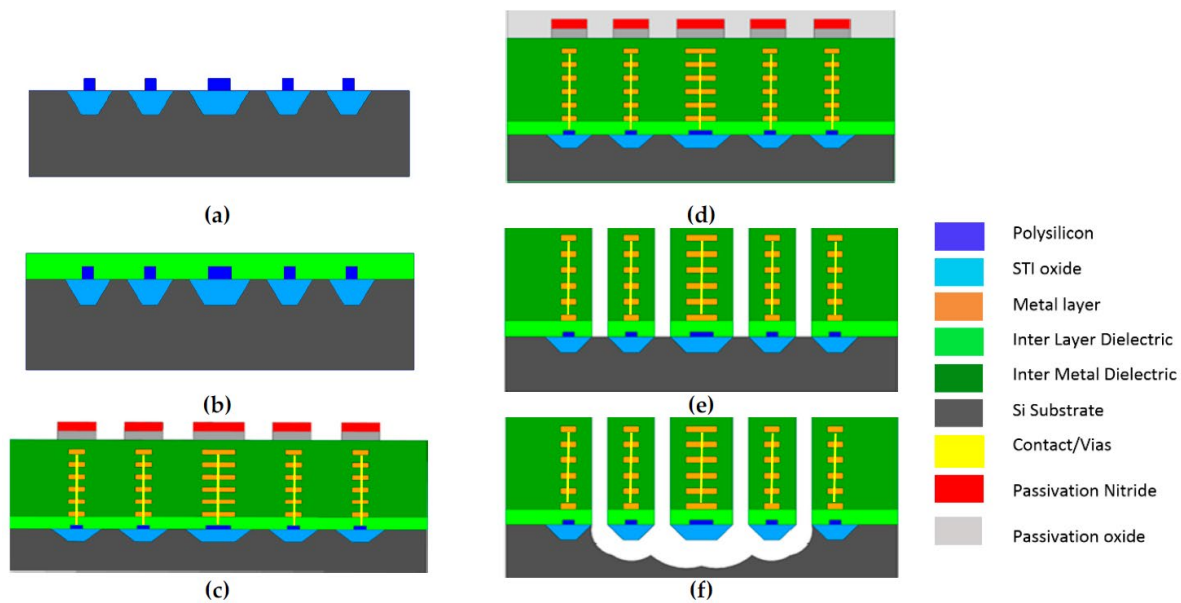 (a)
(b)
(c)
(d)
(e)
(f)
Polysilicon
STI oxide
Metal layer
Inter Layer Dielectric
Inter Metal Dielectric
Si Substrate
Contact/Vias
Passivation Nitride
Passivation oxide